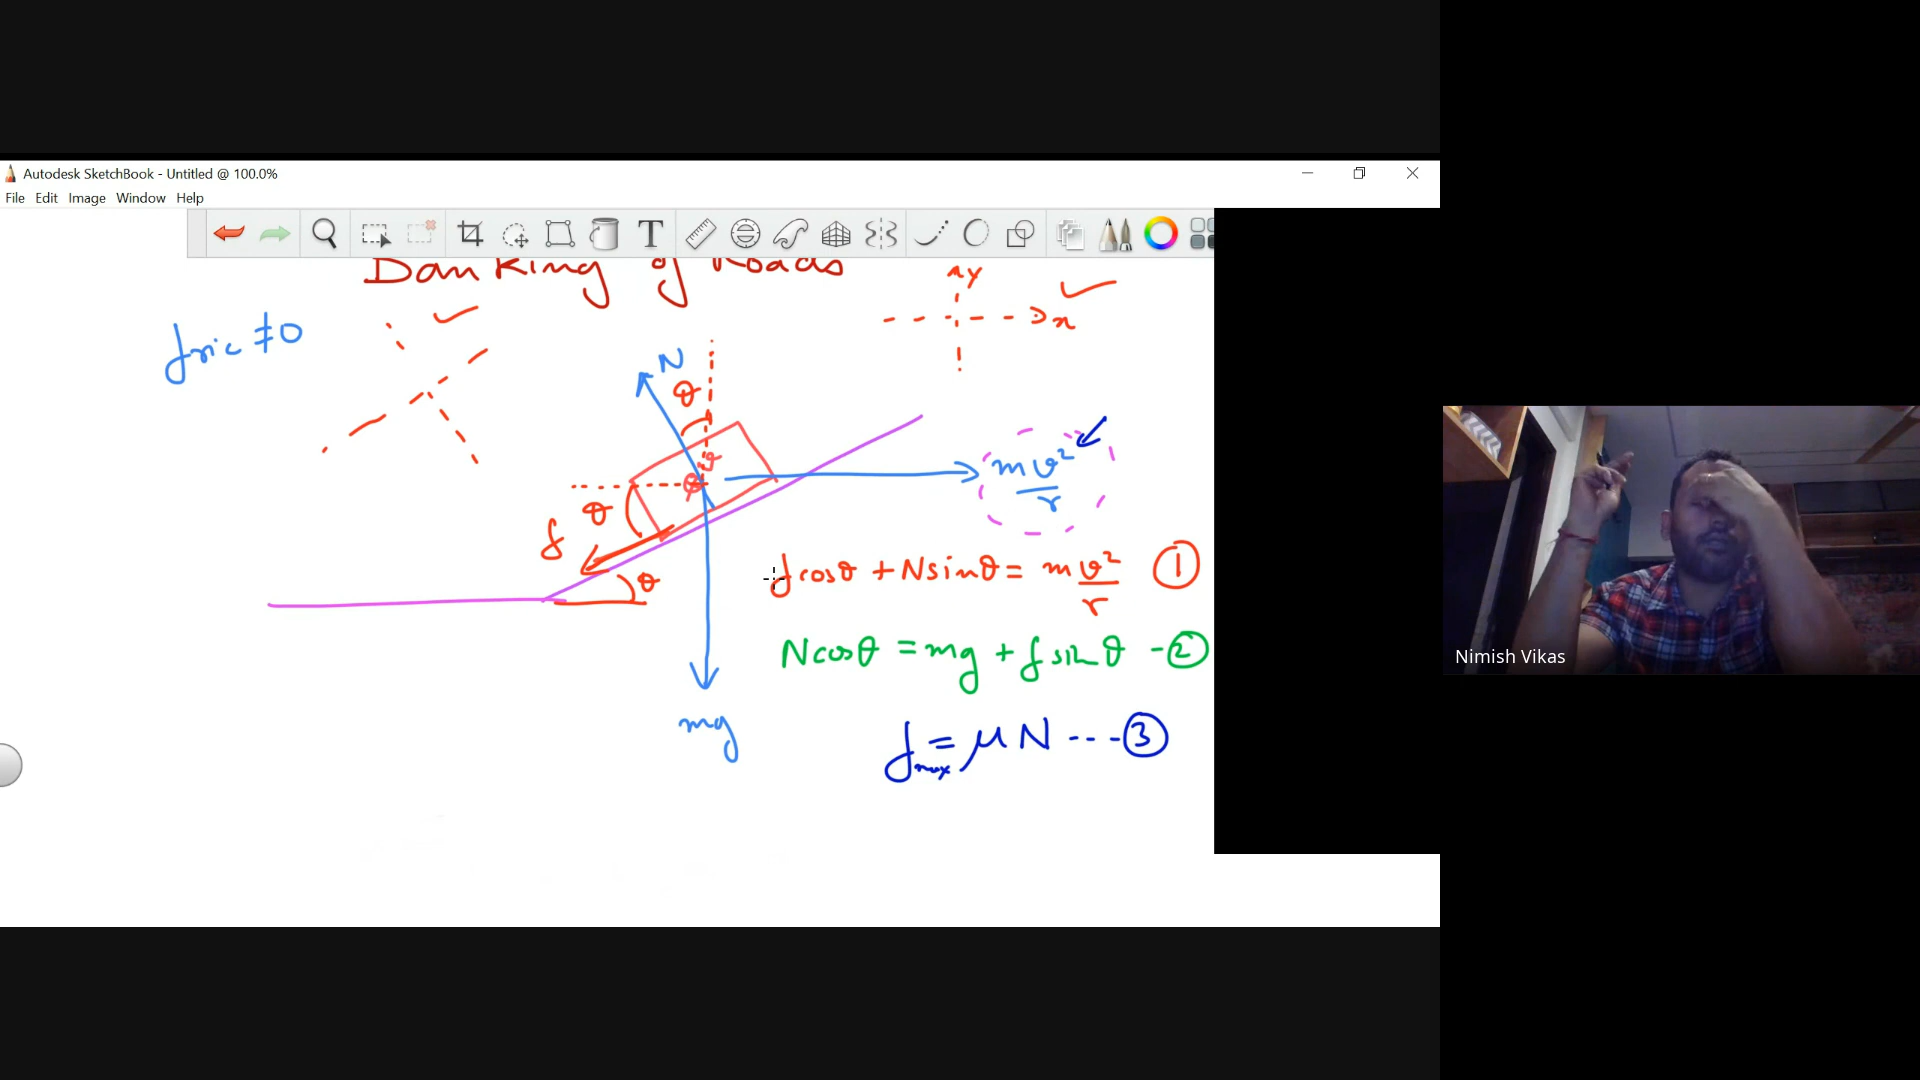 Autodesk SketchBook - Untitled @ 100.0%
File Edit Image Window Help
T
Banking of Roads
y
x
fric ≠ 0
N
θ
θ
θ
θ
f
θ
mv²/r
mg
f cosθ + N sinθ = mv²/r ①
N cosθ = mg + f sinθ - ②
f max = μN --- ③
Nimish Vikas